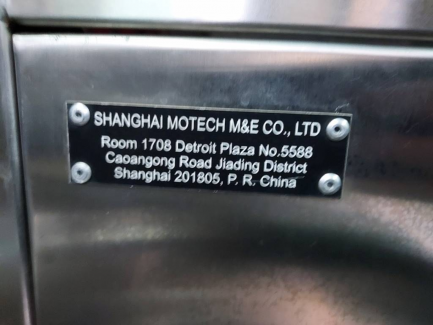 SHANGHAI MOTECH M&E CO., LTD
Room 1708 Detroit Plaza No.5588
Caoangong Road Jiading District
Shanghai 201805, P. R. China